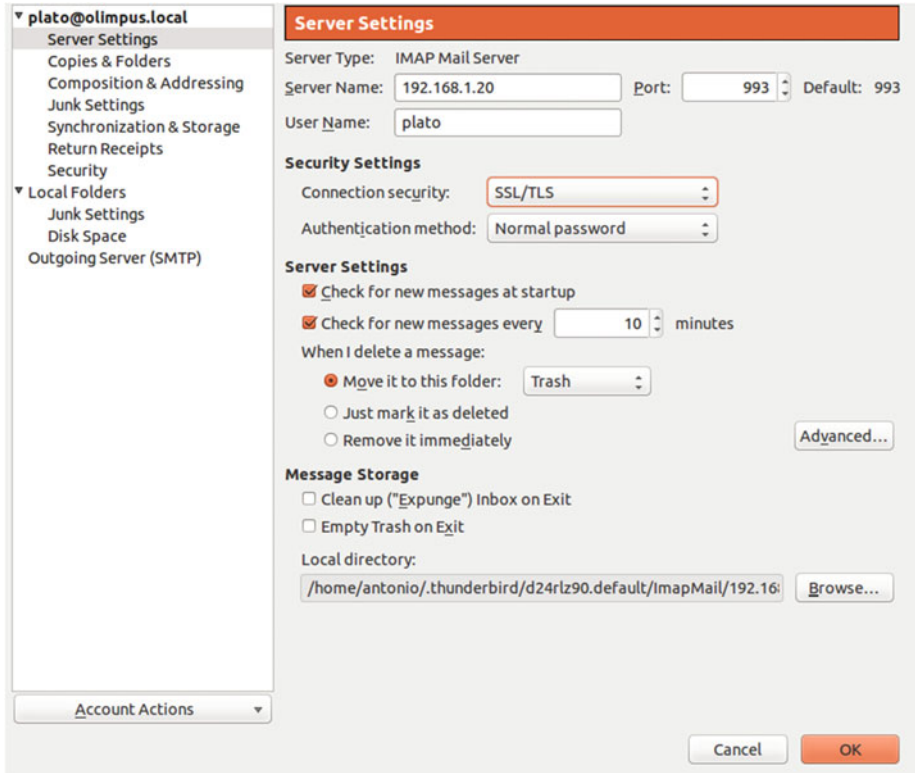 plato@olimpus.local
Server Settings
Copies & Folders
Composition & Addressing
Junk Settings
Synchronization & Storage
Return Receipts
Security
Local Folders
Junk Settings
Disk Space
Outgoing Server (SMTP)
Account Actions
Server Settings
Server Type: IMAP Mail Server
Server Name: 192.168.1.20 Port: 993 Default: 993
User Name: plato
Security Settings
Connection security: SSL/TLS
Authentication method: Normal password
Server Settings
Check for new messages at startup
Check for new messages every 10 minutes
When I delete a message:
Move it to this folder: Trash
Just mark it as deleted
Remove it immediately
Advanced...
Message Storage
Clean up ("Expunge") Inbox on Exit
Empty Trash on Exit
Local directory:
/home/antonio/.thunderbird/d24rlz90.default/ImapMail/192.16 Browse...
Cancel OK